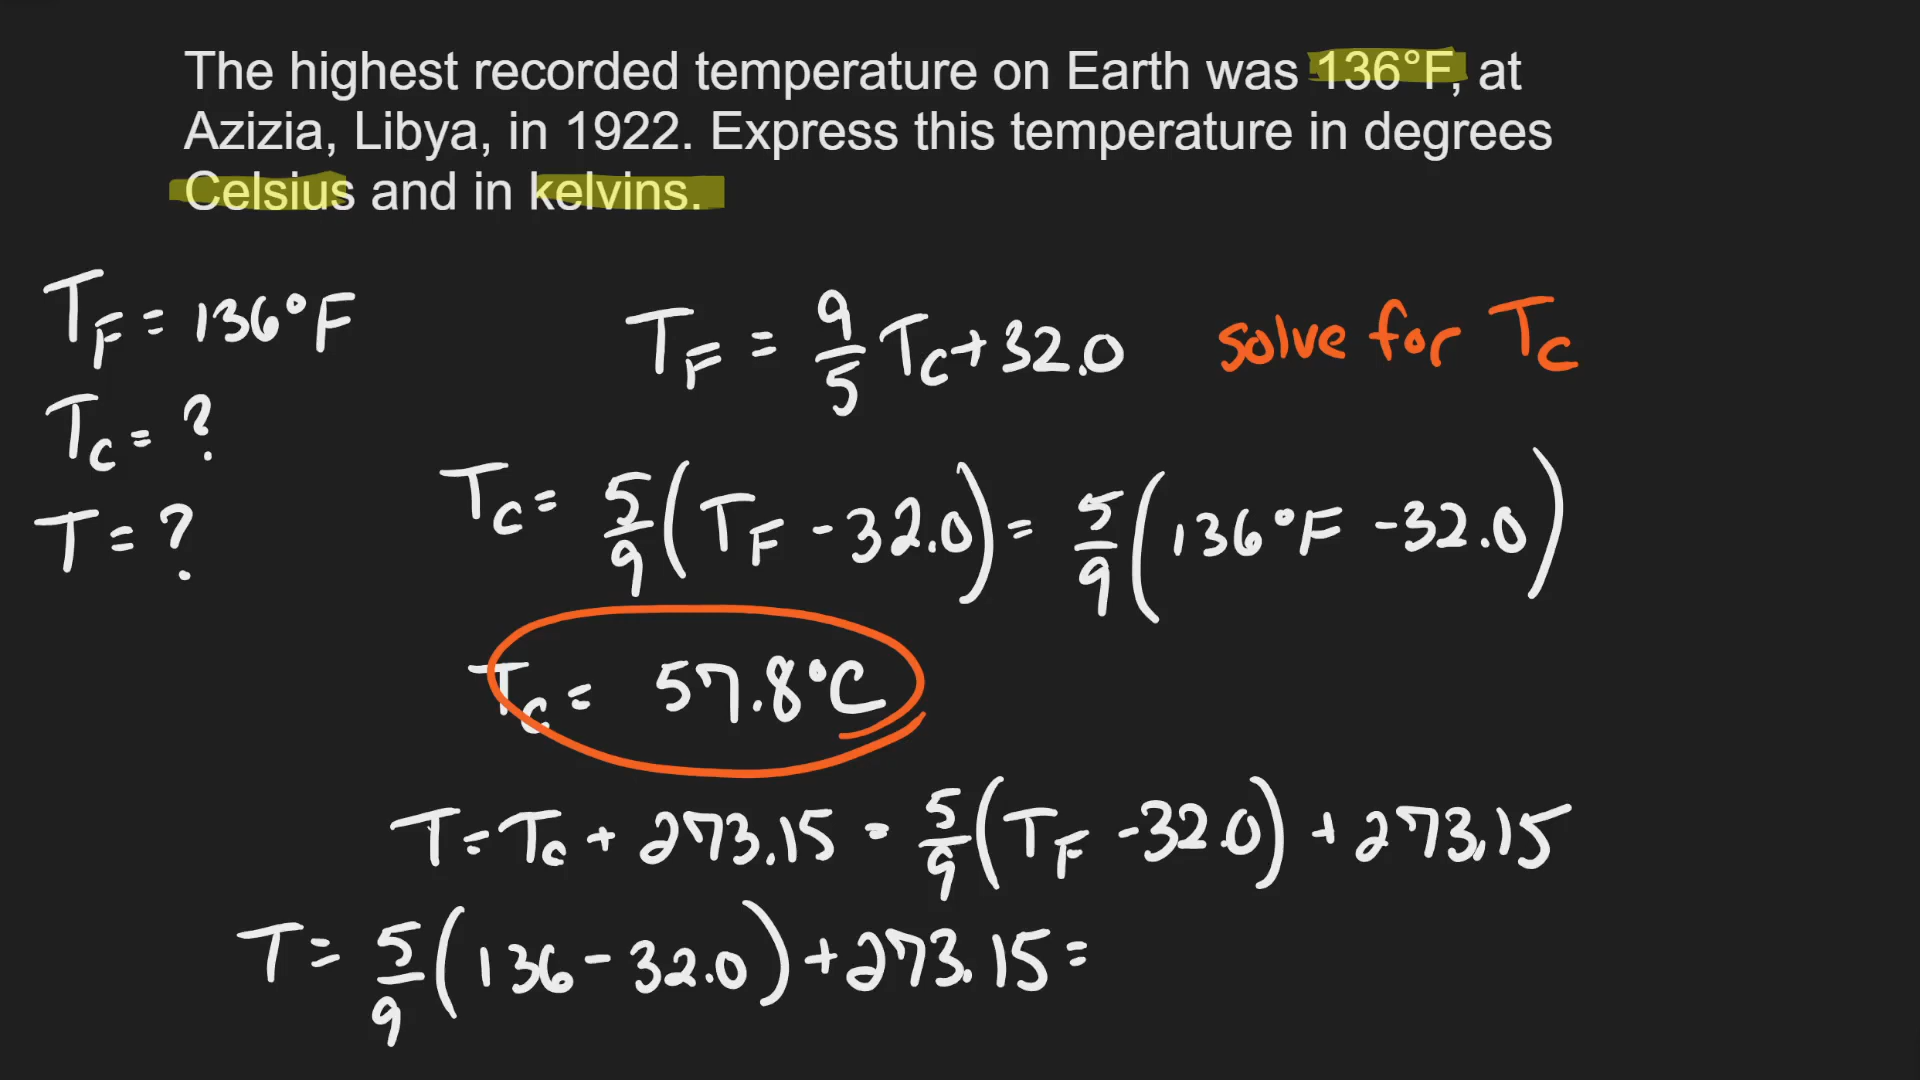 The highest recorded temperature on Earth was 136°F, at
Azizia, Libya, in 1922. Express this temperature in degrees
Celsius and in kelvins.
T_F = 136°F
T_C = ?
T = ?
T_F = 9/5 T_C + 32.0 solve for T_C
T_C = 5/9 (T_F - 32.0) = 5/9 (136°F - 32.0)
T_C = 57.8°C
T = T_C + 273.15 = 5/9 (T_F - 32.0) + 273.15
T = 5/9 (136 - 32.0) + 273.15 =